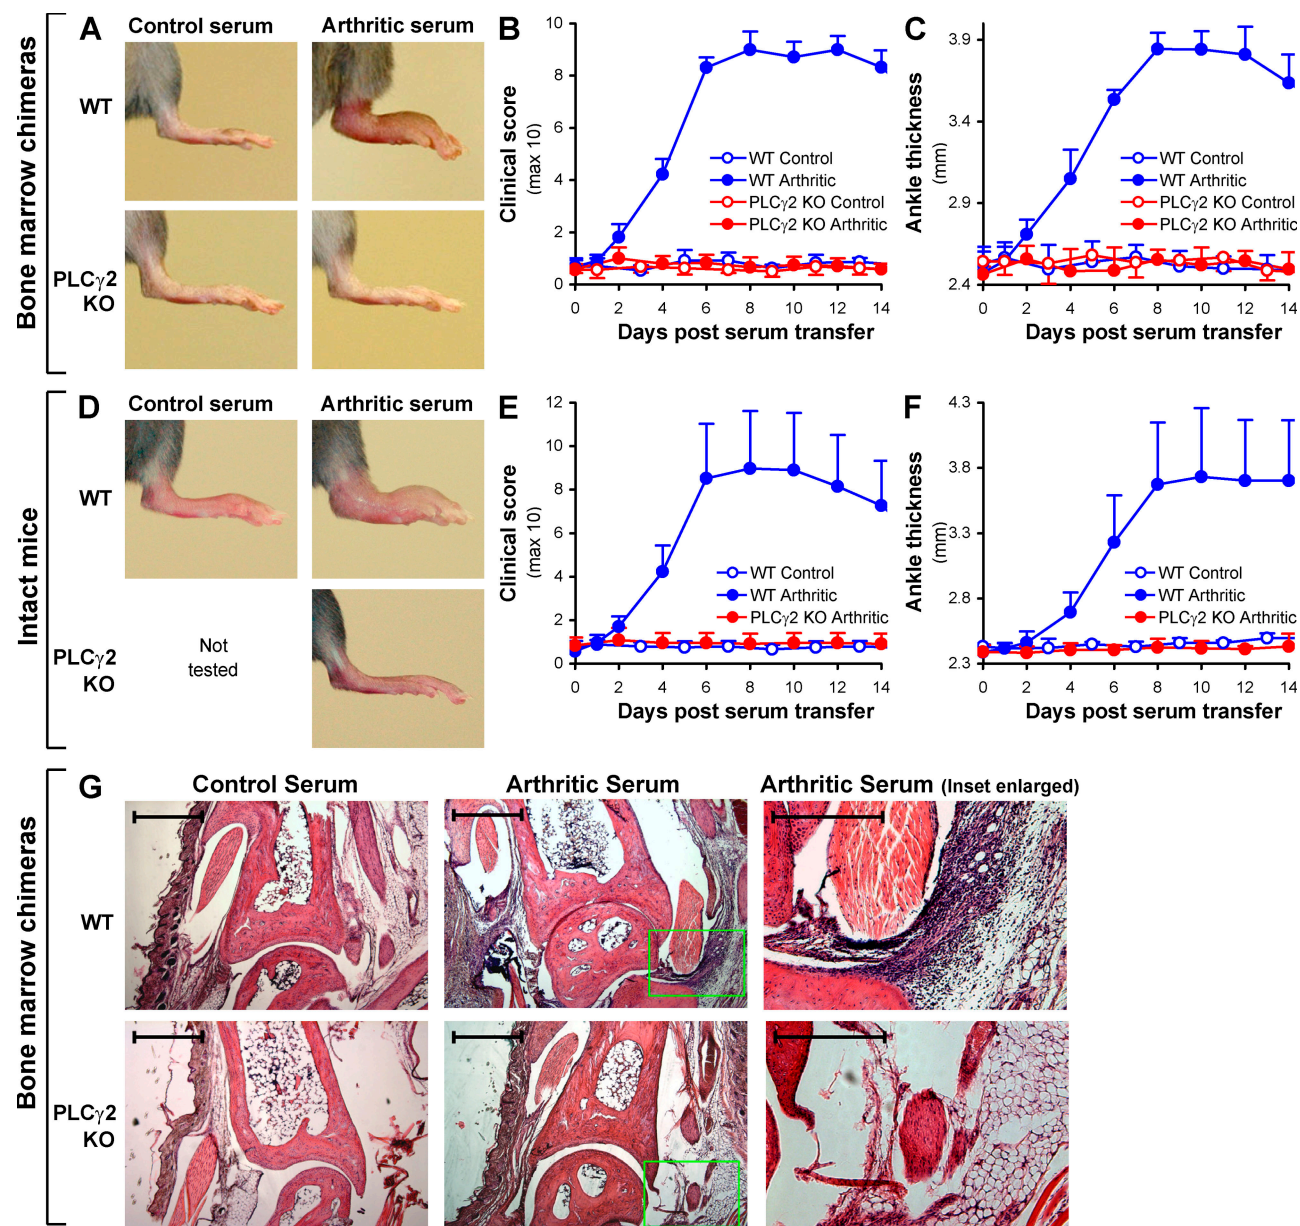 Bone marrow chimeras
A
Control serum
Arthritic serum
WT
PLCγ2
KO
B
Clinical score
(max 10)
10
8
6
4
2
0
WT Control
WT Arthritic
PLCγ2 KO Control
PLCγ2 KO Arthritic
0 2 4 6 8 10 12 14
Days post serum transfer
C
Ankle thickness
(mm)
3.9
3.4
2.9
2.4
WT Control
WT Arthritic
PLCγ2 KO Control
PLCγ2 KO Arthritic
0 2 4 6 8 10 12 14
Days post serum transfer
Intact mice
D
Control serum
Arthritic serum
WT
PLCγ2
KO
Not
tested
E
Clinical score
(max 10)
12
10
8
6
4
2
0
WT Control
WT Arthritic
PLCγ2 KO Arthritic
0 2 4 6 8 10 12 14
Days post serum transfer
F
Ankle thickness
(mm)
4.3
3.8
3.3
2.8
2.3
WT Control
WT Arthritic
PLCγ2 KO Arthritic
0 2 4 6 8 10 12 14
Days post serum transfer
Bone marrow chimeras
G
Control Serum
Arthritic Serum
Arthritic Serum (Inset enlarged)
WT
PLCγ2
KO